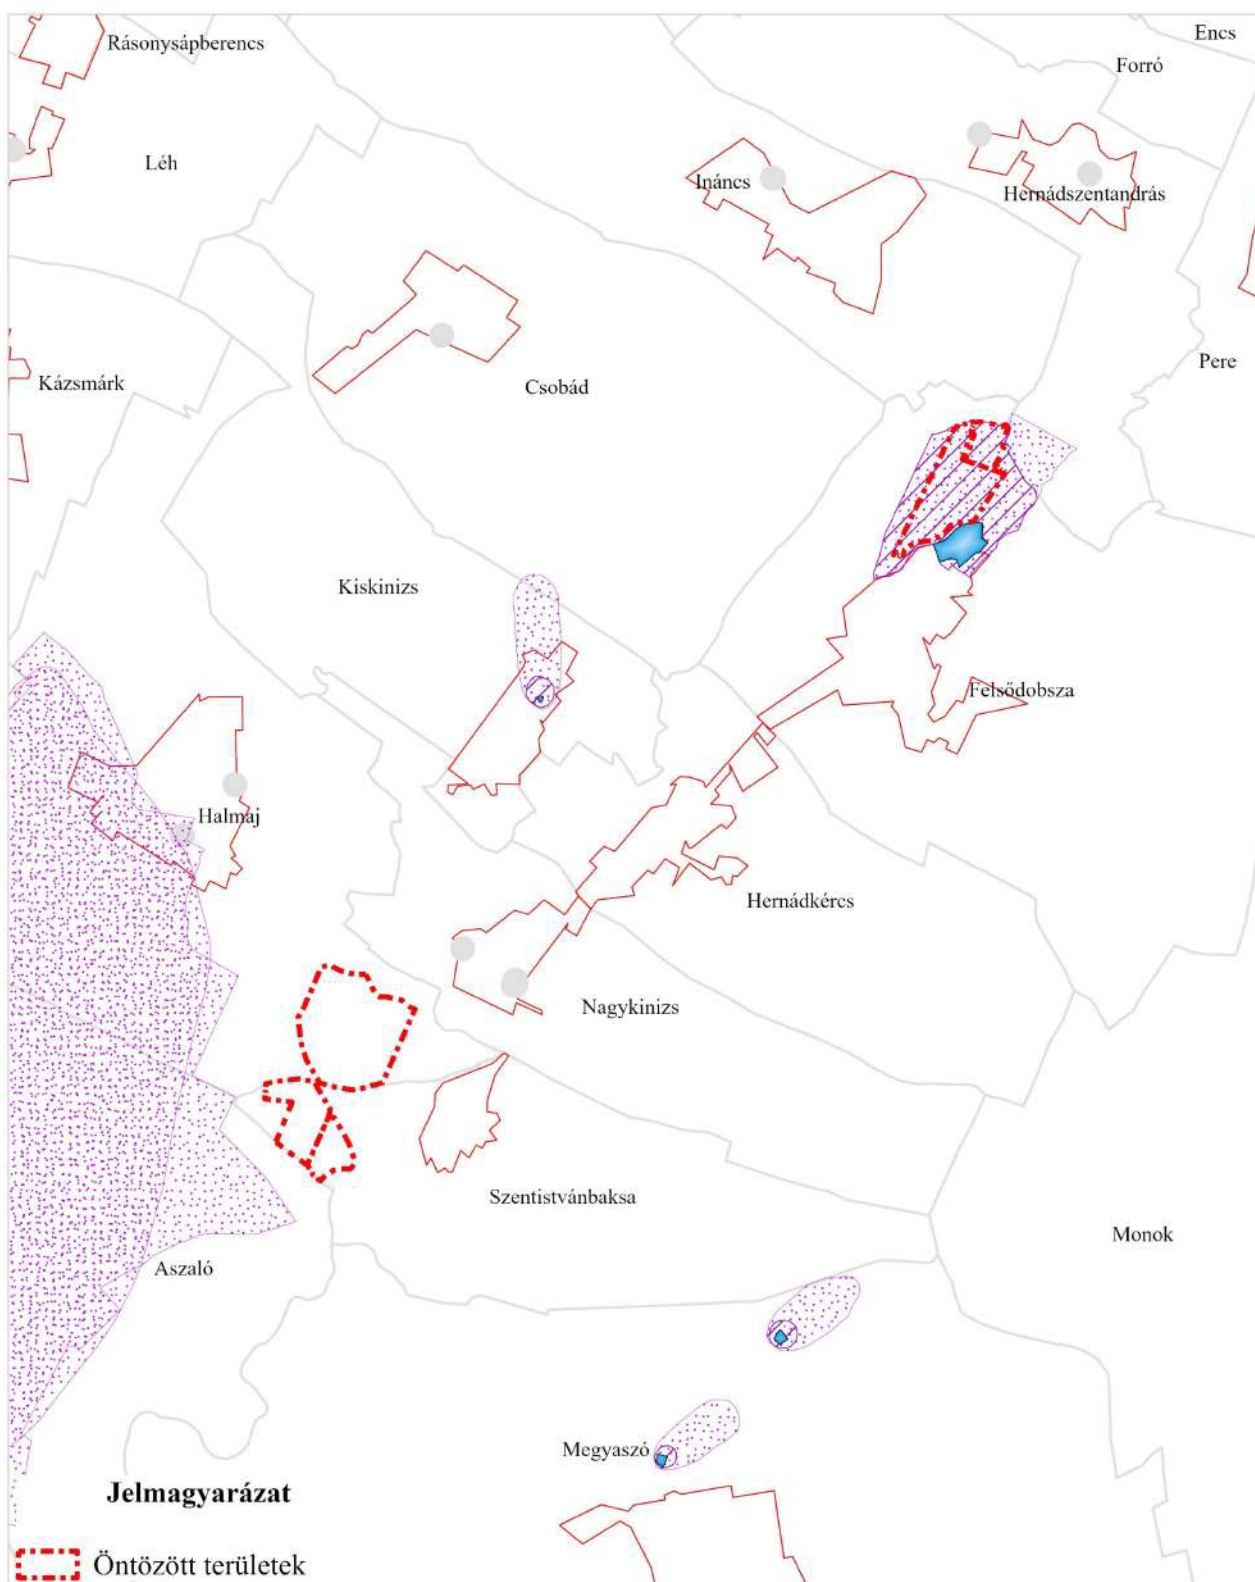 Encs
Rásonysápberencs
Forró
Léh
Ináncs
Hernádszentandrás
Pere
Kázsmárk
Csobád
Kiskinizs
Felsődobsza
Halmaj
Hernádkércs
Nagykinizs
Szentistvánbaksa
Monok
Aszaló
Megyaszó
Jelmagyarázat
Öntözött területek